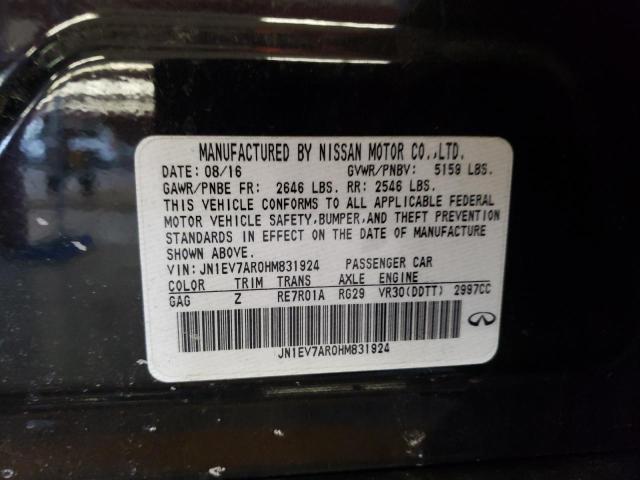 MANUFACTURED BY NISSAN MOTOR CO.,LTD.
DATE: 08/16 GVWR/PNBV: 5159 LBS.
GAWR/PNBE FR: 2646 LBS. RR: 2546 LBS.
THIS VEHICLE CONFORMS TO ALL APPLICABLE FEDERAL
MOTOR VEHICLE SAFETY,BUMPER,AND THEFT PREVENTION
STANDARDS IN EFFECT ON THE DATE OF MANUFACTURE
SHOWN ABOVE.
VIN: JN1EV7AR0HM831924 PASSENGER CAR
COLOR TRIM TRANS AXLE ENGINE
GAG Z RE7R01A RG29 VR30(DDTT) 2997CC
JN1EV7AR0HM831924